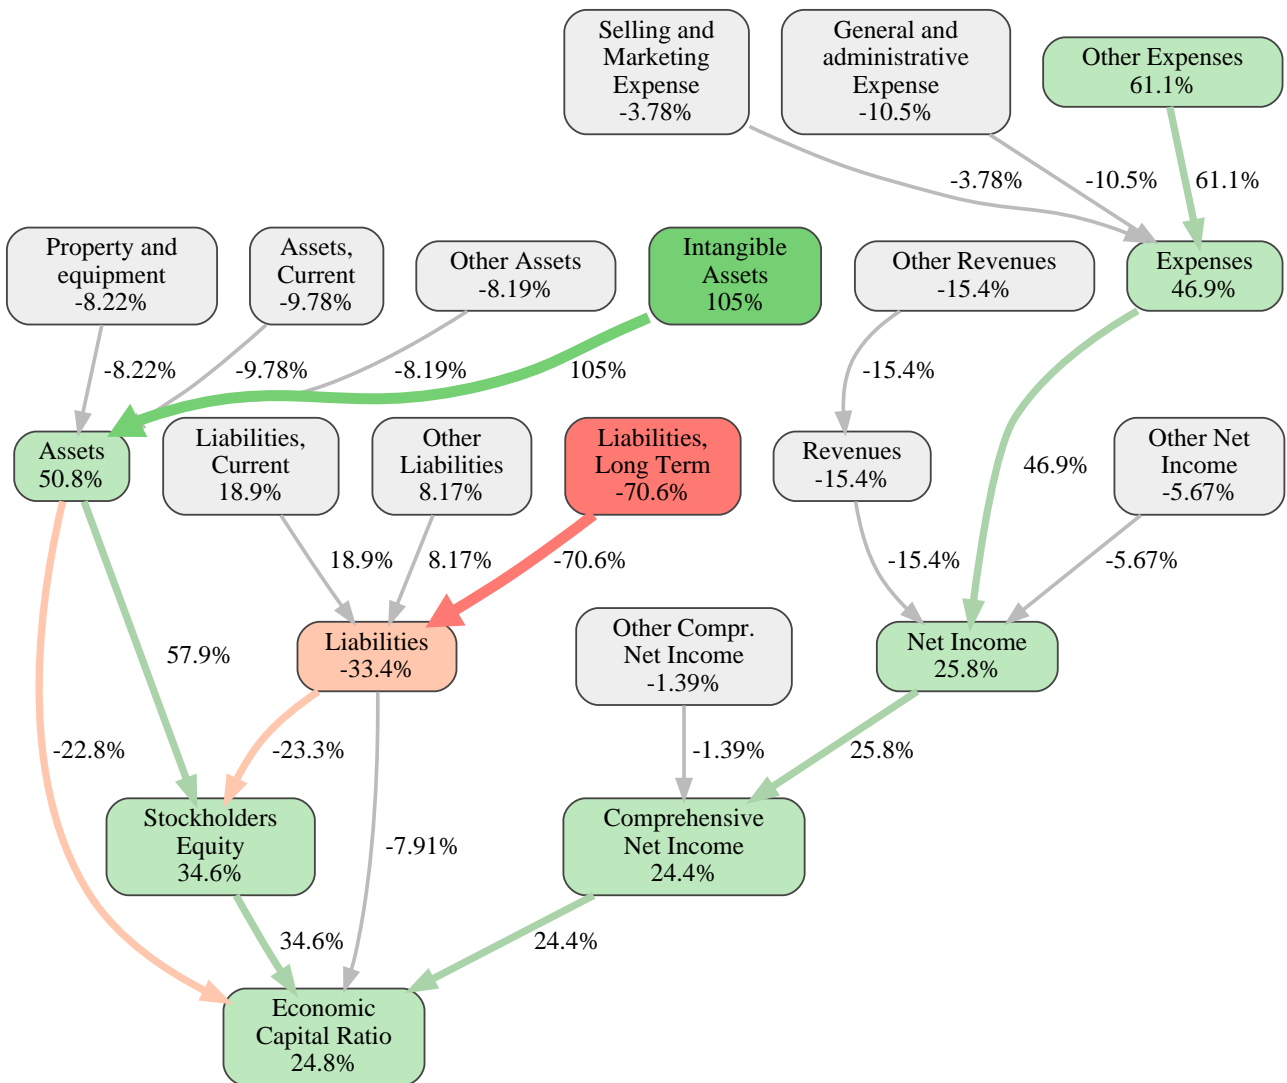 Selling and
Marketing
Expense
-3.78%
General and
administrative
Expense
-10.5%
Other Expenses
61.1%
-3.78%
-10.5%
61.1%
Property and
equipment
-8.22%
Assets,
Current
-9.78%
Other Assets
-8.19%
Intangible
Assets
105%
Other Revenues
-15.4%
Expenses
46.9%
-8.22%
-9.78%
-8.19%
105%
-15.4%
Assets
50.8%
Liabilities,
Current
18.9%
Other
Liabilities
8.17%
Liabilities,
Long Term
-70.6%
Revenues
-15.4%
46.9%
Other Net
Income
-5.67%
18.9%
8.17%
-70.6%
-15.4%
-5.67%
57.9%
Liabilities
-33.4%
Other Compr.
Net Income
-1.39%
Net Income
25.8%
-22.8%
-23.3%
-1.39%
25.8%
Stockholders
Equity
34.6%
-7.91%
Comprehensive
Net Income
24.4%
34.6%
24.4%
Economic
Capital Ratio
24.8%